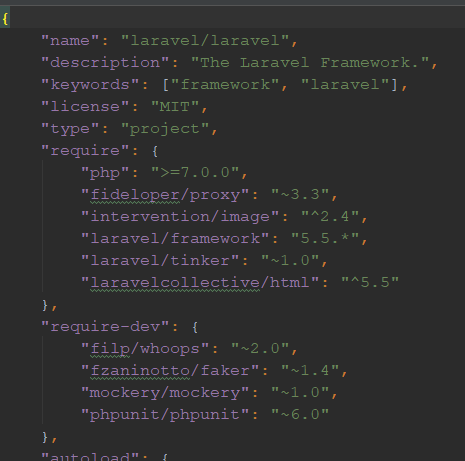 {
    "name": "laravel/laravel",
    "description": "The Laravel Framework.",
    "keywords": ["framework", "laravel"],
    "license": "MIT",
    "type": "project",
    "require": {
        "php": ">=7.0.0",
        "fideloper/proxy": "~3.3",
        "intervention/image": "^2.4",
        "laravel/framework": "5.5.*",
        "laravel/tinker": "~1.0",
        "laravelcollective/html": "^5.5"
    },
    "require-dev": {
        "filp/whoops": "~2.0",
        "fzaninotto/faker": "~1.4",
        "mockery/mockery": "~1.0",
        "phpunit/phpunit": "~6.0"
    },
    "autoload": {